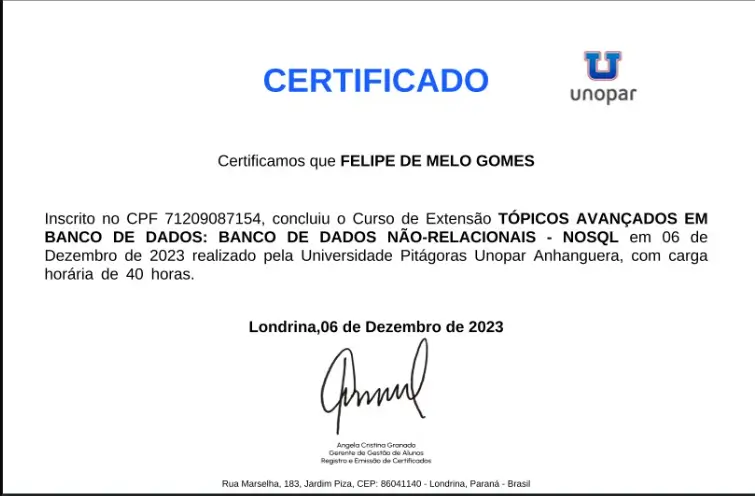 CERTIFICADO
unopar
Certificamos que FELIPE DE MELO GOMES
Inscrito no CPF 71209087154, concluiu o Curso de Extensão TÓPICOS AVANÇADOS EM
BANCO DE DADOS: BANCO DE DADOS NÃO-RELACIONAIS - NOSQL em 06 de
Dezembro de 2023 realizado pela Universidade Pitágoras Unopar Anhanguera, com carga
horária de 40 horas.
Londrina,06 de Dezembro de 2023
Angela Cristina Granado
Gerente de Gestão de Alunos
Registro e Emissão de Certificados
Rua Marselha, 183, Jardim Piza, CEP: 86041140 - Londrina, Paraná - Brasil